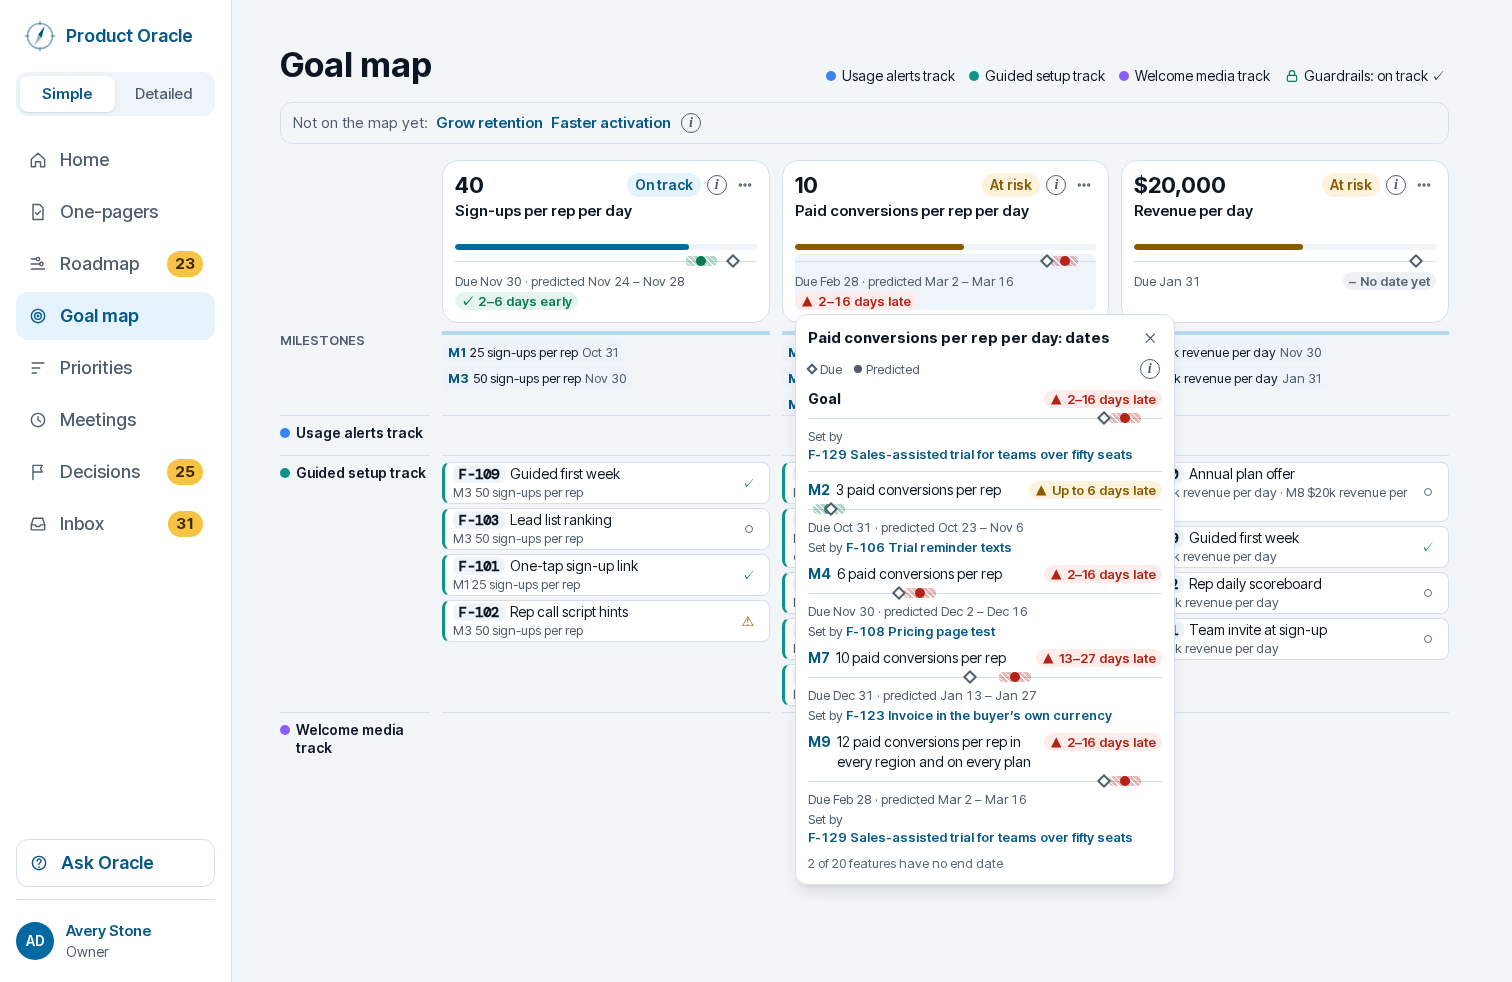 Product Oracle
Simple
Detailed
Home
One-pagers
Roadmap 23
Goal map
Priorities
Meetings
Decisions 25
Inbox 31
Ask Oracle
AD
Avery Stone
Owner
Goal map
Usage alerts track
Guided setup track
Welcome media track
Guardrails: on track ✓
Not on the map yet: Grow retention Faster activation i
40
On track i •••
Sign-ups per rep per day
Due Nov 30 · predicted Nov 24 – Nov 28
✓ 2–6 days early
10
At risk i •••
Paid conversions per rep per day
Due Feb 28 · predicted Mar 2 – Mar 16
▲ 2–16 days late
$20,000
At risk i •••
Revenue per day
Due Jan 31
– No date yet
MILESTONES
M1 25 sign-ups per rep Oct 31
M3 50 sign-ups per rep Nov 30
k revenue per day Nov 30
k revenue per day Jan 31
Usage alerts track
Guided setup track
F-109 Guided first week
M3 50 sign-ups per rep
✓
F-103 Lead list ranking
M3 50 sign-ups per rep
○
F-101 One-tap sign-up link
M1 25 sign-ups per rep
✓
F-102 Rep call script hints
M3 50 sign-ups per rep
⚠
Annual plan offer
k revenue per day · M8 $20k revenue per
○
Guided first week
k revenue per day
✓
Rep daily scoreboard
k revenue per day
○
Team invite at sign-up
k revenue per day
○
Welcome media
track
Paid conversions per rep per day: dates
Due
Predicted
i
Goal
▲ 2–16 days late
Set by
F-129 Sales-assisted trial for teams over fifty seats
M2 3 paid conversions per rep
▲ Up to 6 days late
Due Oct 31 · predicted Oct 23 – Nov 6
Set by F-106 Trial reminder texts
M4 6 paid conversions per rep
▲ 2–16 days late
Due Nov 30 · predicted Dec 2 – Dec 16
Set by F-108 Pricing page test
M7 10 paid conversions per rep
▲ 13–27 days late
Due Dec 31 · predicted Jan 13 – Jan 27
Set by F-123 Invoice in the buyer's own currency
M9 12 paid conversions per rep in
every region and on every plan
▲ 2–16 days late
Due Feb 28 · predicted Mar 2 – Mar 16
Set by
F-129 Sales-assisted trial for teams over fifty seats
2 of 20 features have no end date